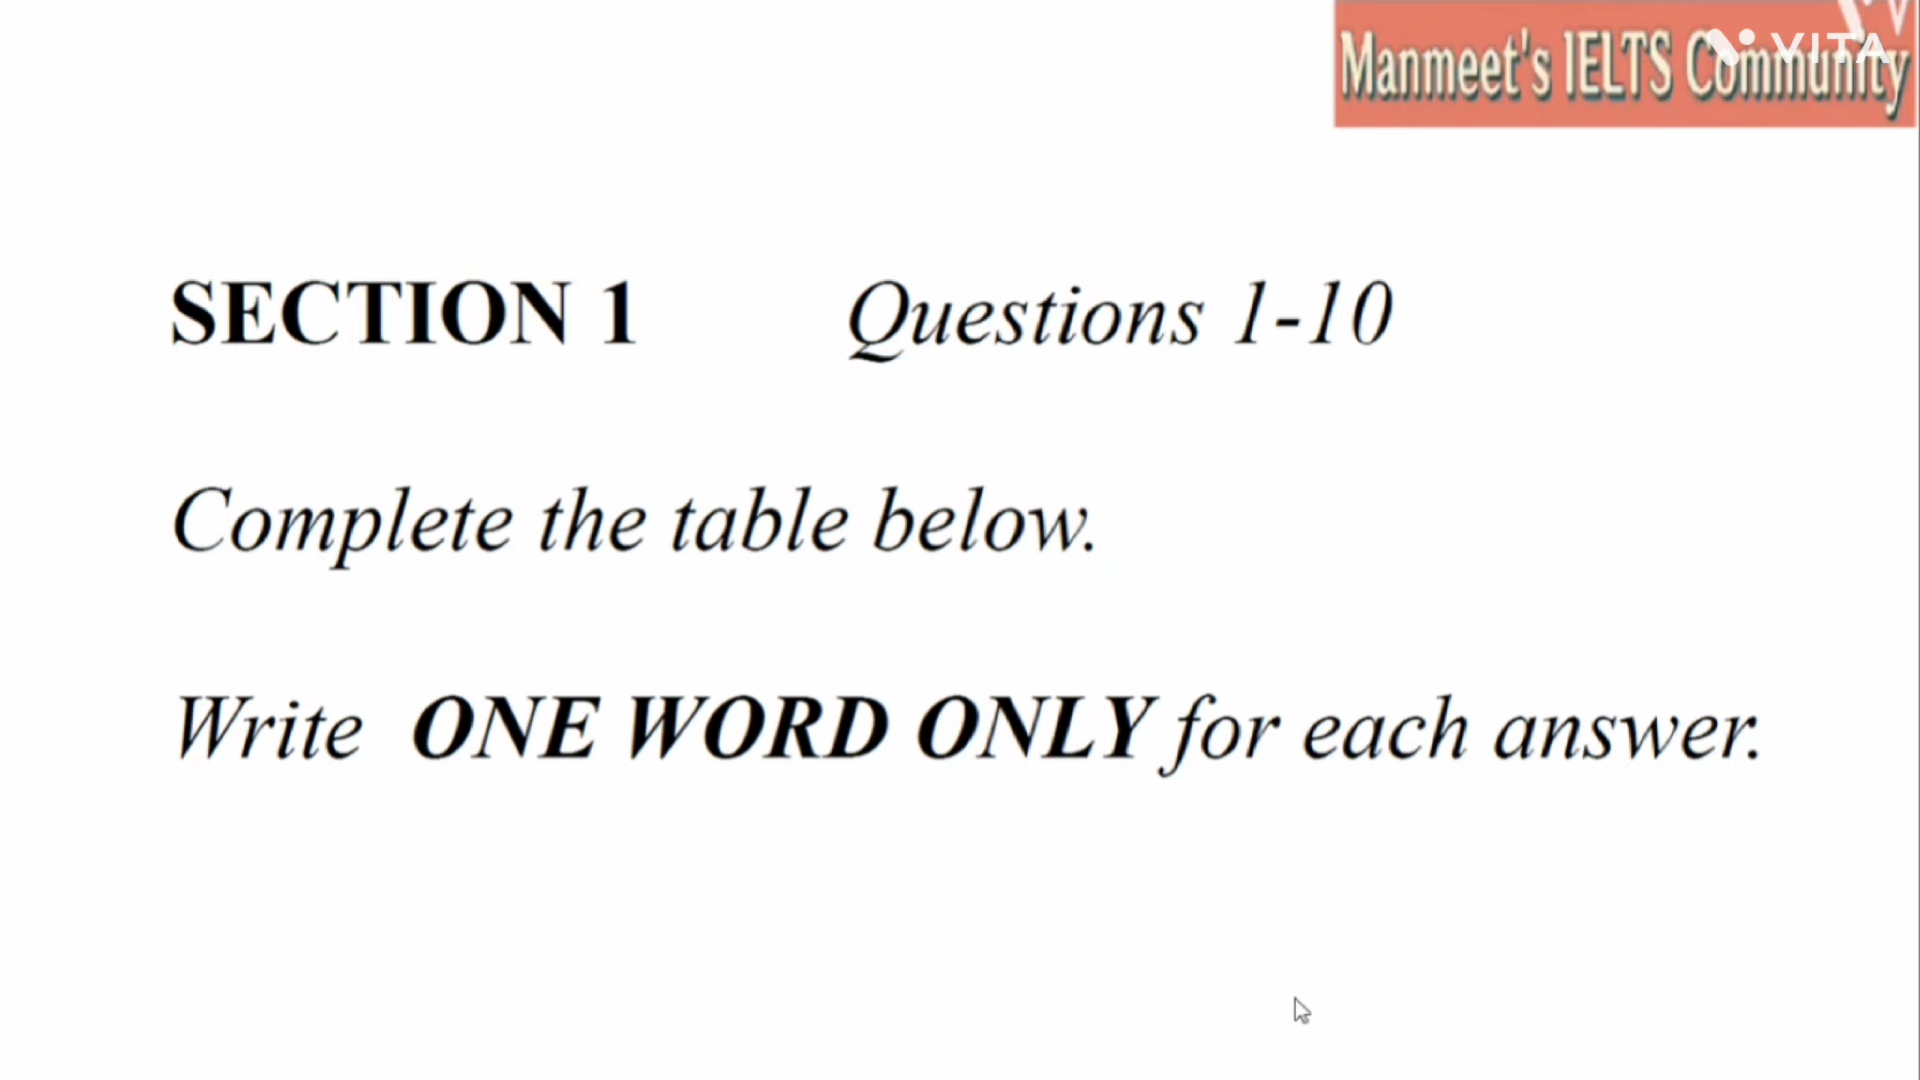 Manmeet's IELTS Community
VITA
SECTION 1 Questions 1-10
Complete the table below.
Write ONE WORD ONLY for each answer.